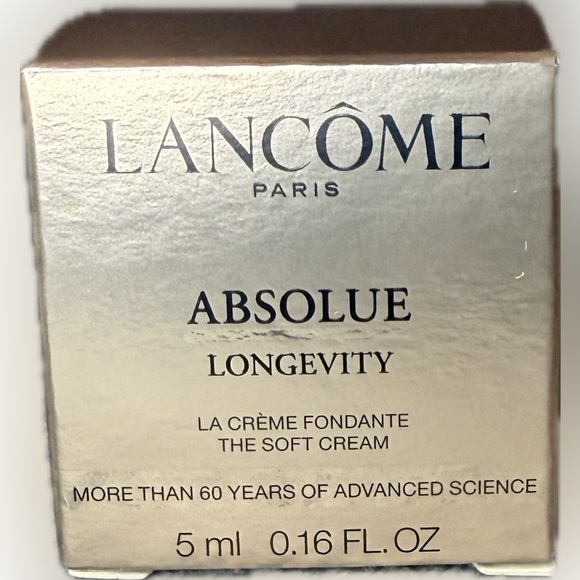 LANCÔME
PARIS
ABSOLUE
LONGEVITY
LA CRÈME FONDANTE
THE SOFT CREAM
MORE THAN 60 YEARS OF ADVANCED SCIENCE
5 ml 0.16 FL. OZ